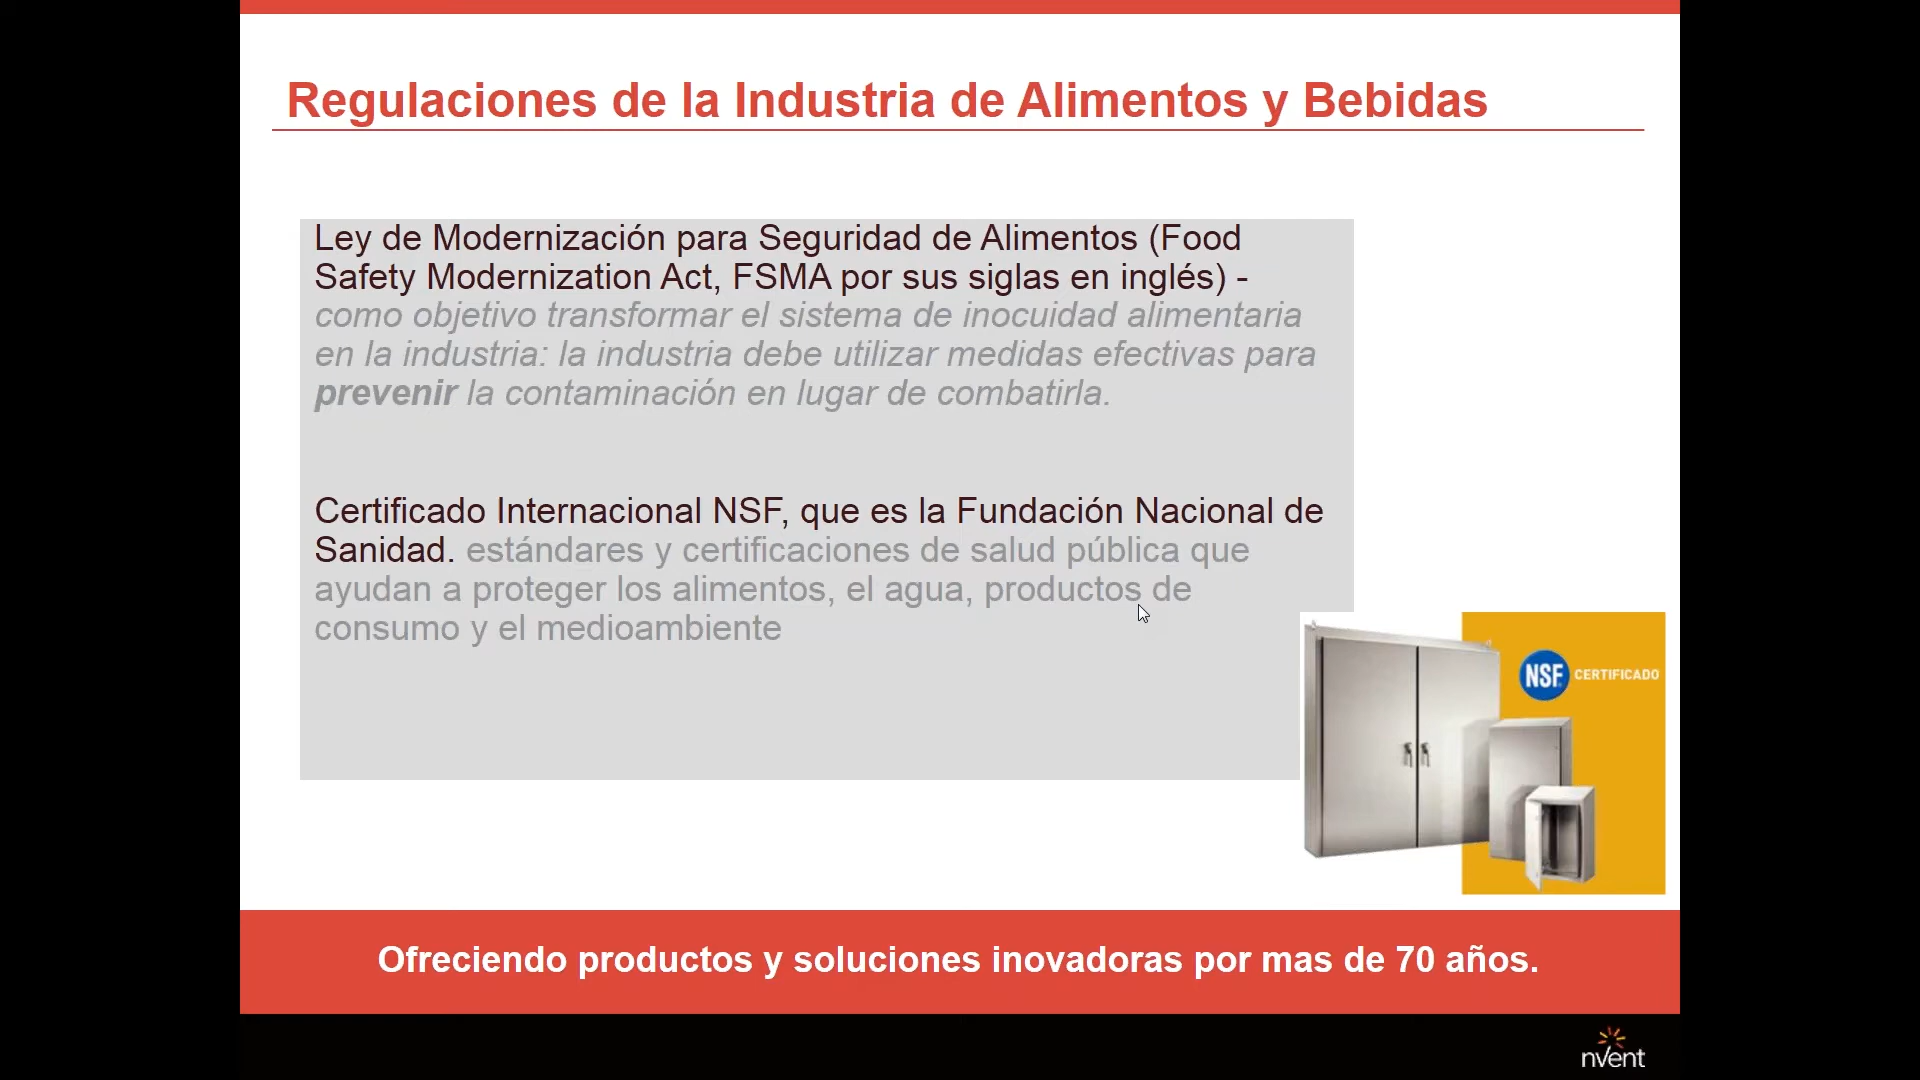 Regulaciones de la Industria de Alimentos y Bebidas
Ley de Modernización para Seguridad de Alimentos (Food
Safety Modernization Act, FSMA por sus siglas en inglés) -
como objetivo transformar el sistema de inocuidad alimentaria
en la industria: la industria debe utilizar medidas efectivas para
prevenir la contaminación en lugar de combatirla.
Certificado Internacional NSF, que es la Fundación Nacional de
Sanidad. estándares y certificaciones de salud pública que
ayudan a proteger los alimentos, el agua, productos de
consumo y el medioambiente
NSF CERTIFICADO
Ofreciendo productos y soluciones inovadoras por mas de 70 años.
nVent